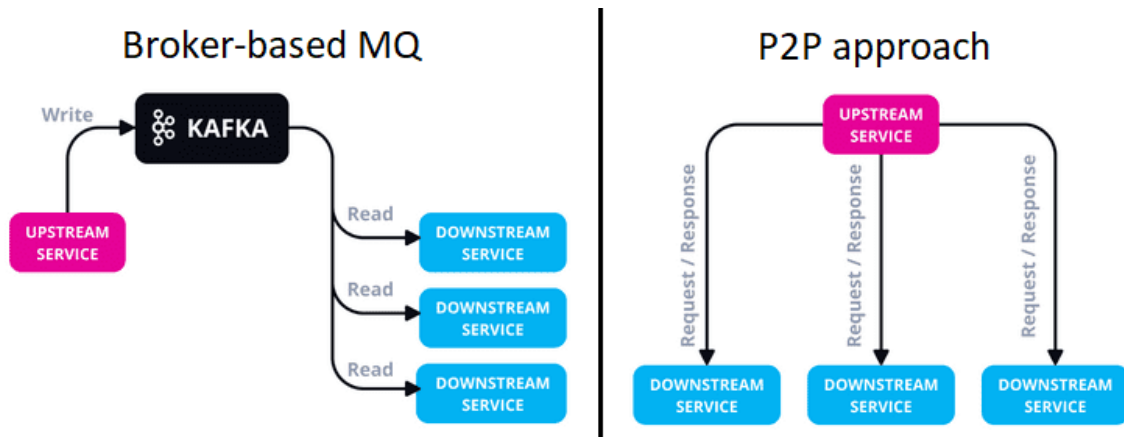 Broker-based MQ
Write
KAFKA
UPSTREAM
SERVICE
Read
DOWNSTREAM
SERVICE
Read
DOWNSTREAM
SERVICE
Read
DOWNSTREAM
SERVICE
P2P approach
UPSTREAM
SERVICE
Request / Response
Request / Response
Request / Response
DOWNSTREAM
SERVICE
DOWNSTREAM
SERVICE
DOWNSTREAM
SERVICE